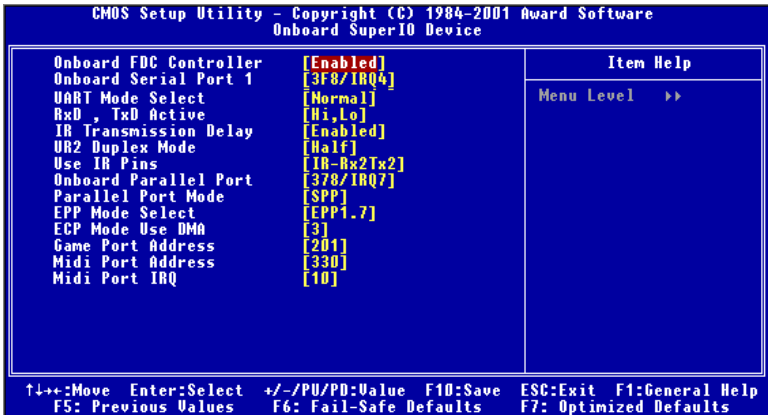 CMOS Setup Utility – Copyright (C) 1984-2001 Award Software
Onboard SuperIO Device
Onboard FDC Controller [Enabled]
Onboard Serial Port 1 [3F8/IRQ4]
UART Mode Select [Normal]
RxD , TxD Active [Hi,Lo]
IR Transmission Delay [Enabled]
UR2 Duplex Mode [Half]
Use IR Pins [IR-Rx2Tx2]
Onboard Parallel Port [378/IRQ7]
Parallel Port Mode [SPP]
EPP Mode Select [EPP1.7]
ECP Mode Use DMA [3]
Game Port Address [201]
Midi Port Address [330]
Midi Port IRQ [10]
Item Help
Menu Level ►►
↑↓→←:Move Enter:Select +/-/PU/PD:Value F10:Save ESC:Exit F1:General Help
F5: Previous Values F6: Fail-Safe Defaults F7: Optimized Defaults